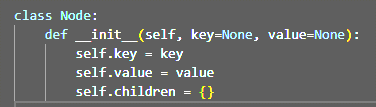 class Node:
    def __init__(self, key=None, value=None):
        self.key = key
        self.value = value
        self.children = {}